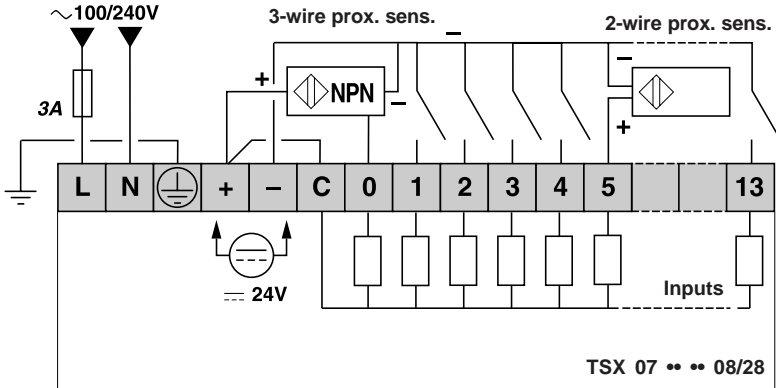 ∼100/240V
3-wire prox. sens.
2-wire prox. sens.
−
+
NPN
−
−
+
3A
L N + − C 0 1 2 3 4 5 13
24V
Inputs
TSX 07 •• •• 08/28